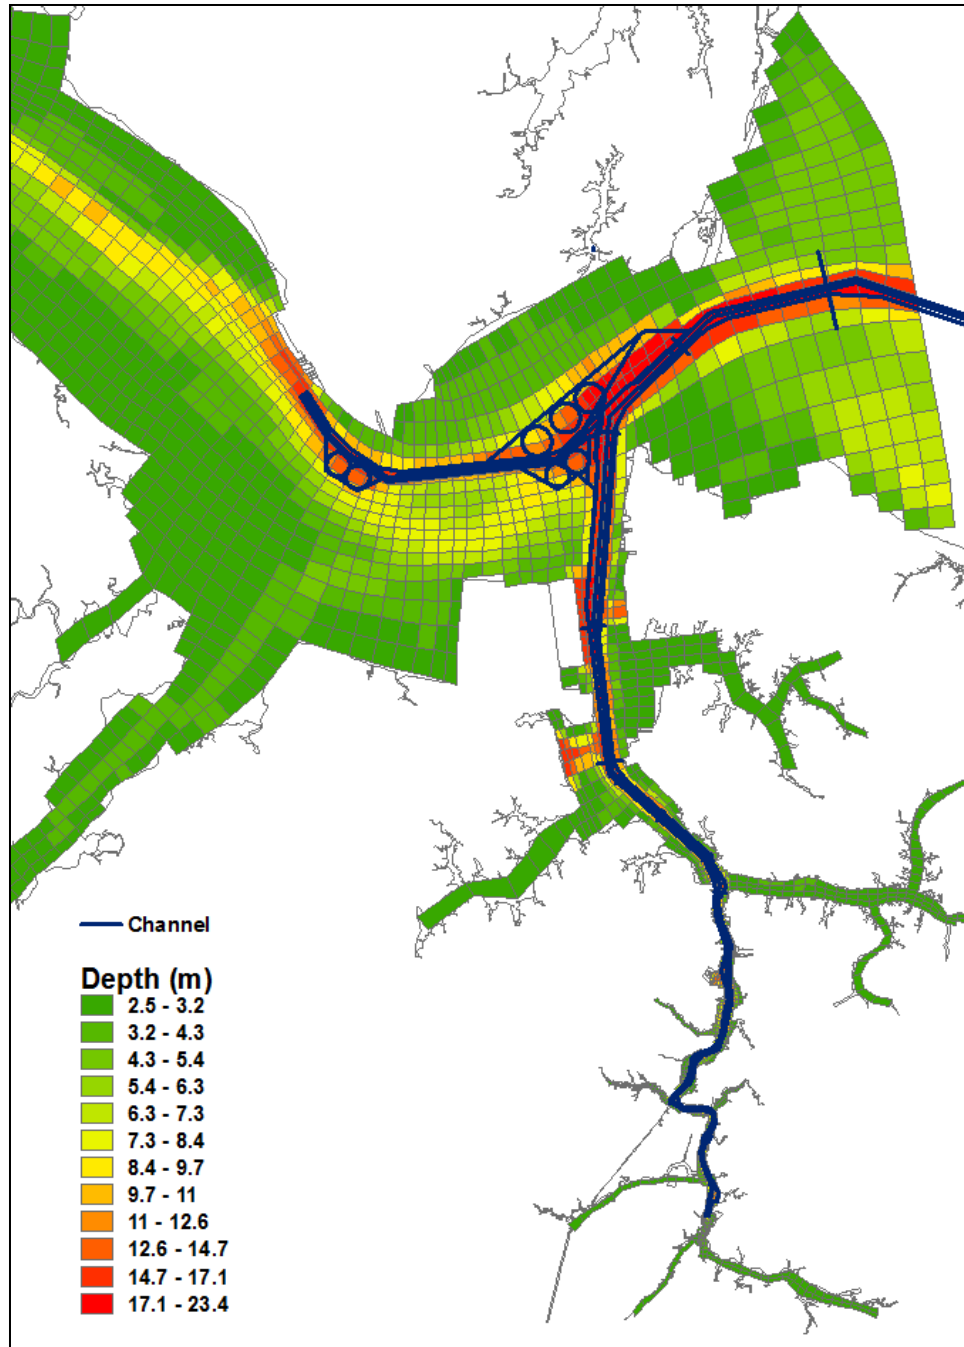 Channel
Depth (m)
2.5 - 3.2
3.2 - 4.3
4.3 - 5.4
5.4 - 6.3
6.3 - 7.3
7.3 - 8.4
8.4 - 9.7
9.7 - 11
11 - 12.6
12.6 - 14.7
14.7 - 17.1
17.1 - 23.4